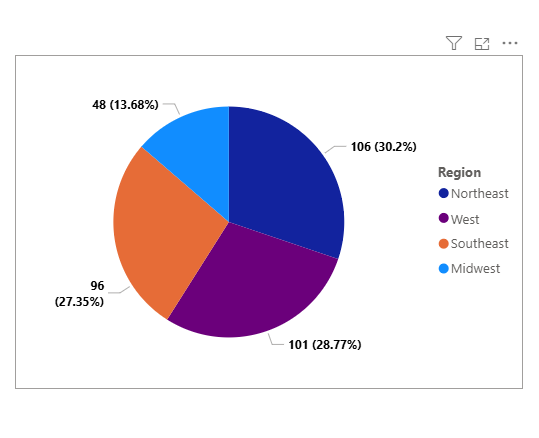 48 (13.68%)
106 (30.2%)
Region
Northeast
West
Southeast
Midwest
96
(27.35%)
101 (28.77%)